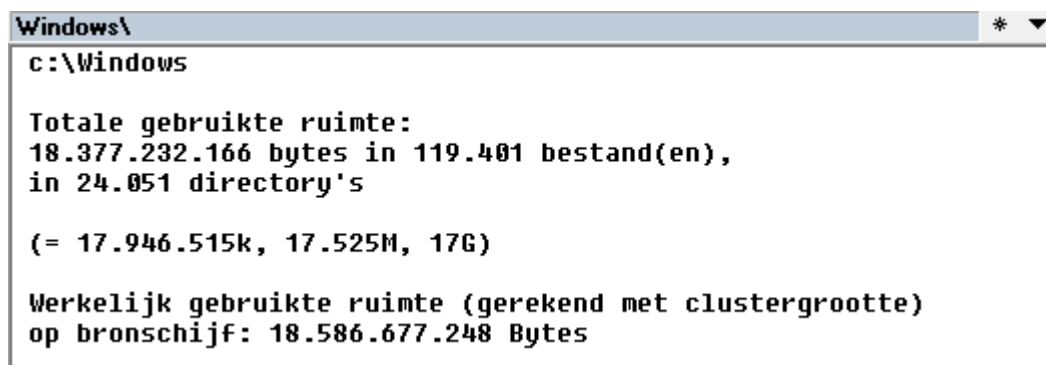 Windows\ * ▼
c:\Windows
Totale gebruikte ruimte:
18.377.232.166 bytes in 119.401 bestand(en),
in 24.051 directory's
(= 17.946.515k, 17.525M, 17G)
Werkelijk gebruikte ruimte (gerekend met clustergrootte)
op bronschijf: 18.586.677.248 Bytes